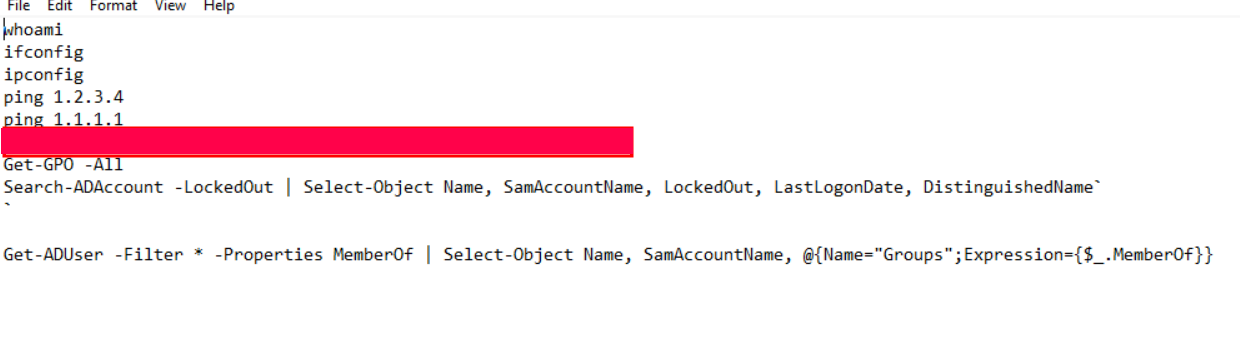 File Edit Format View Help
whoami
ifconfig
ipconfig
ping 1.2.3.4
ping 1.1.1.1
Get-GPO -All
Search-ADAccount -LockedOut | Select-Object Name, SamAccountName, LockedOut, LastLogonDate, DistinguishedName`
`
Get-ADUser -Filter * -Properties MemberOf | Select-Object Name, SamAccountName, @{Name="Groups";Expression={$_.MemberOf}}